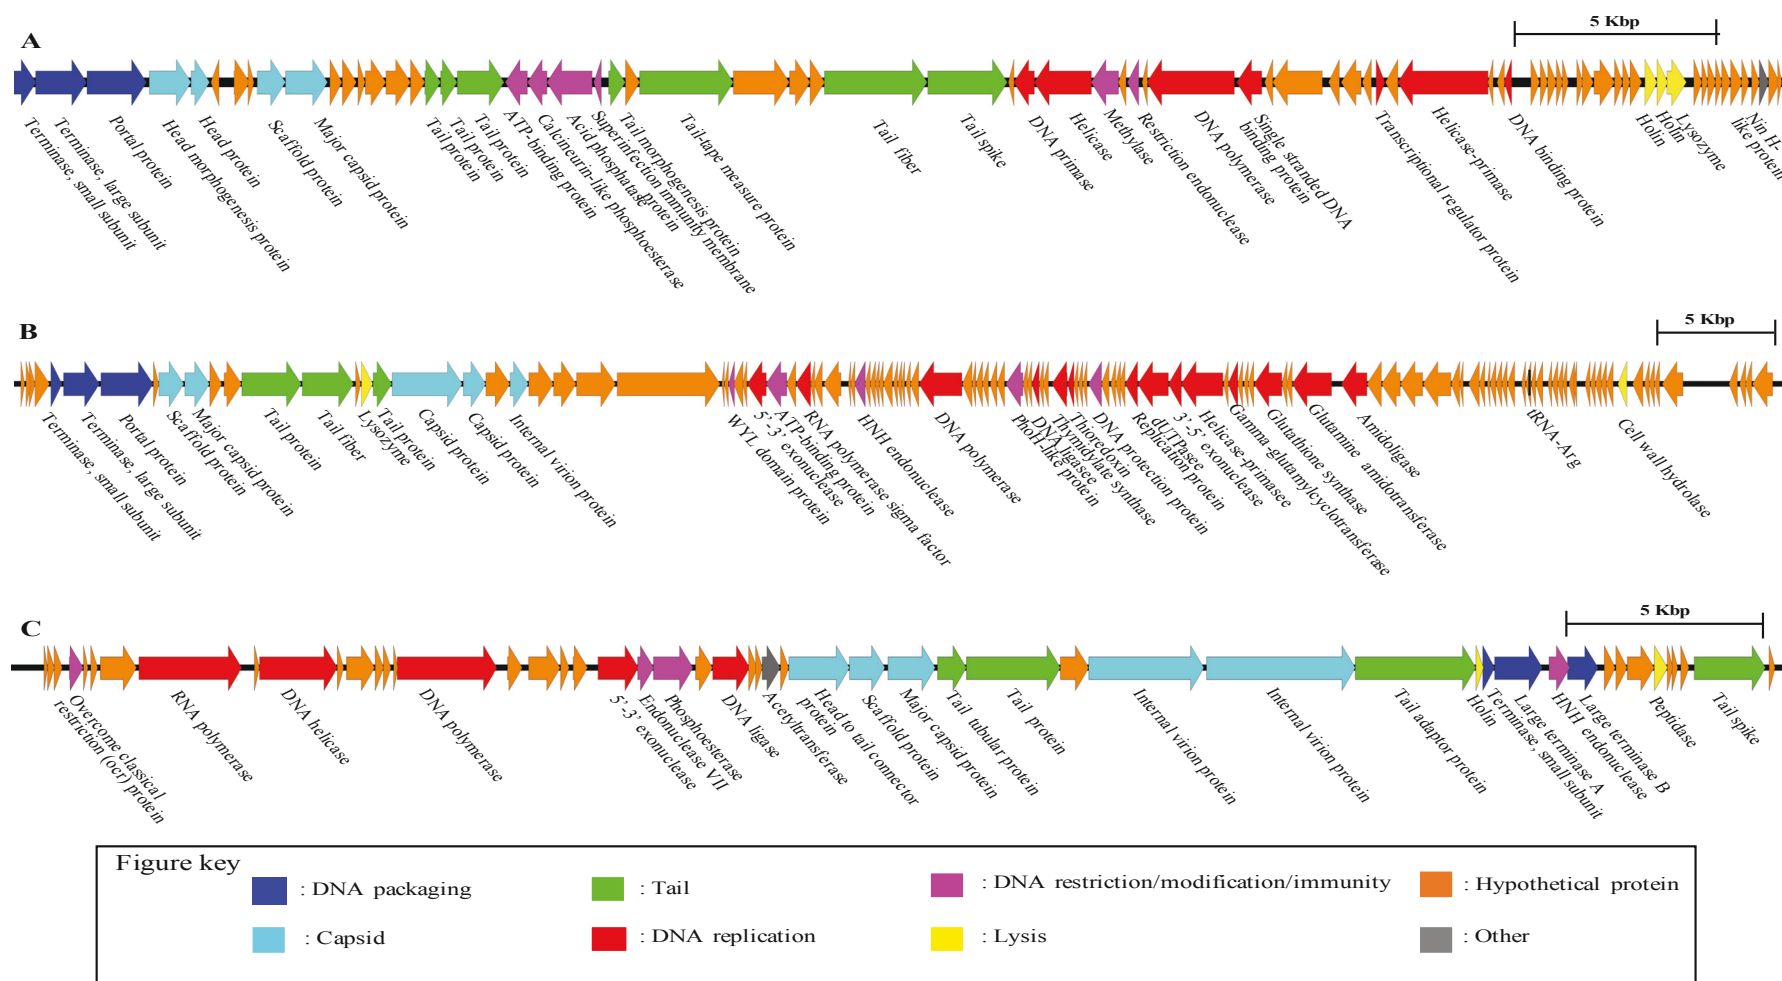 5 Kbp
A
Terminase, small subunit
Terminase, large subunit
Portal protein
Head morphogenesis protein
Head protein
Scaffold protein
Major capsid protein
Tail protein
Tail protein
Tail protein
ATP-binding protein
Calcineurin-like phosphoesterase
Acid phosphatase protein
Superinfection immunity membrane
Tail morphogenesis protein
Tail-tape measure protein
Tail fiber
Tail spike
DNA primase
Helicase
Methylase
Restriction endonuclease
DNA polymerase
Single stranded DNA
binding protein
Transcriptional regulator protein
Helicase-primase
DNA binding protein
Holin
Holin
Lysozyme
Nin H-
like protein
B
5 Kbp
Terminase, small subunit
Terminase, large subunit
Portal protein
Scaffold protein
Major capsid protein
Tail protein
Tail fiber
Lysozyme
Tail protein
Capsid protein
Capsid protein
Internal virion protein
WYL domain protein
5'-3' exonuclease
ATP-binding protein
RNA polymerase sigma factor
HNH endonuclease
DNA polymerase
PhoH-like protein
DNA ligasee
Thymidylate synthase
Thioredoxin
DNA protection protein
Replication protein
dUTPasee
3'-5' exonuclease
Helicase-primasee
Gamma-glutamylcyclotransferase
Glutathione synthase
Glutamine amidotransferase
Amidoligase
tRNA-Arg
Cell wall hydrolase
C
5 Kbp
Overcome classical
restriction (ocr) protein
RNA polymerase
DNA helicase
DNA polymerase
5'-3' exonuclease
Endonuclease VII
Phosphoesterase
DNA ligase
Acetyltransferase
Head to tail connector
protein
Scaffold protein
Major capsid protein
Tail tubular protein
Tail protein
Internal virion protein
Internal virion protein
Tail adaptor protein
Holin
Terminase, small subunit
Large terminase A
HNH endonuclease
Large terminase B
Peptidase
Tail spike
Figure key
: DNA packaging
: Tail
: DNA restriction/modification/immunity
: Hypothetical protein
: Capsid
: DNA replication
: Lysis
: Other